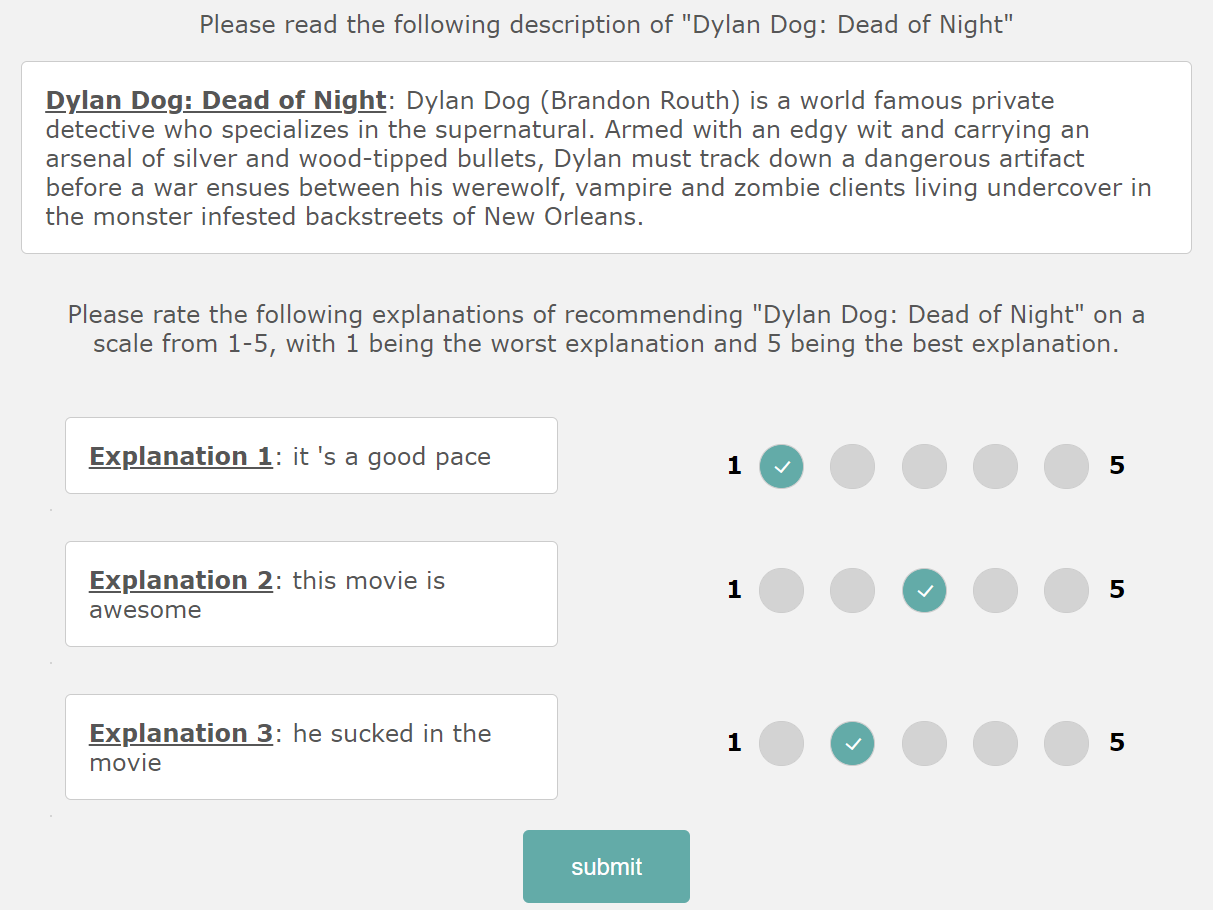 Please read the following description of "Dylan Dog: Dead of Night"
Dylan Dog: Dead of Night: Dylan Dog (Brandon Routh) is a world famous private
detective who specializes in the supernatural. Armed with an edgy wit and carrying an
arsenal of silver and wood-tipped bullets, Dylan must track down a dangerous artifact
before a war ensues between his werewolf, vampire and zombie clients living undercover in
the monster infested backstreets of New Orleans.
Please rate the following explanations of recommending "Dylan Dog: Dead of Night" on a
scale from 1-5, with 1 being the worst explanation and 5 being the best explanation.
Explanation 1: it 's a good pace
1 5
Explanation 2: this movie is
awesome
1 5
Explanation 3: he sucked in the
movie
1 5
submit